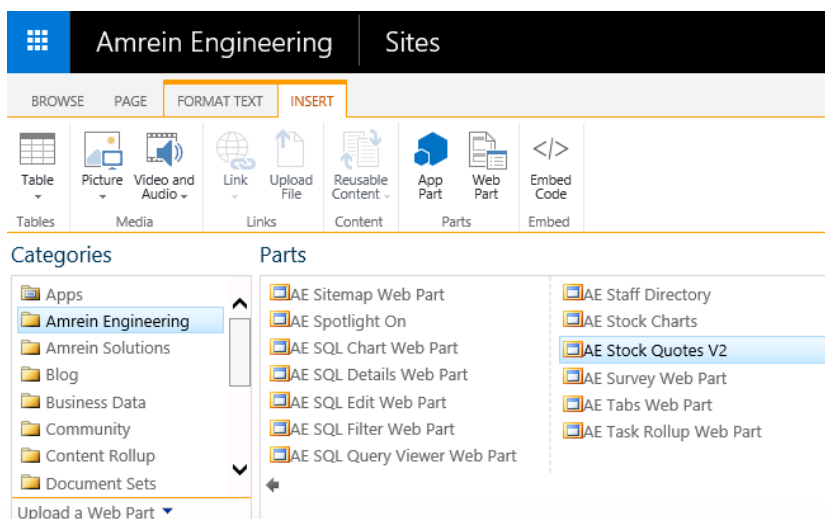 Amrein Engineering Sites
BROWSE PAGE FORMAT TEXT INSERT
Table Picture Video and Audio Link Upload File Reusable Content App Part Web Part Embed Code
Tables Media Links Content Parts Embed
Categories
Apps
Amrein Engineering
Amrein Solutions
Blog
Business Data
Community
Content Rollup
Document Sets
Upload a Web Part
Parts
AE Sitemap Web Part
AE Spotlight On
AE SQL Chart Web Part
AE SQL Details Web Part
AE SQL Edit Web Part
AE SQL Filter Web Part
AE SQL Query Viewer Web Part
AE Staff Directory
AE Stock Charts
AE Stock Quotes V2
AE Survey Web Part
AE Tabs Web Part
AE Task Rollup Web Part